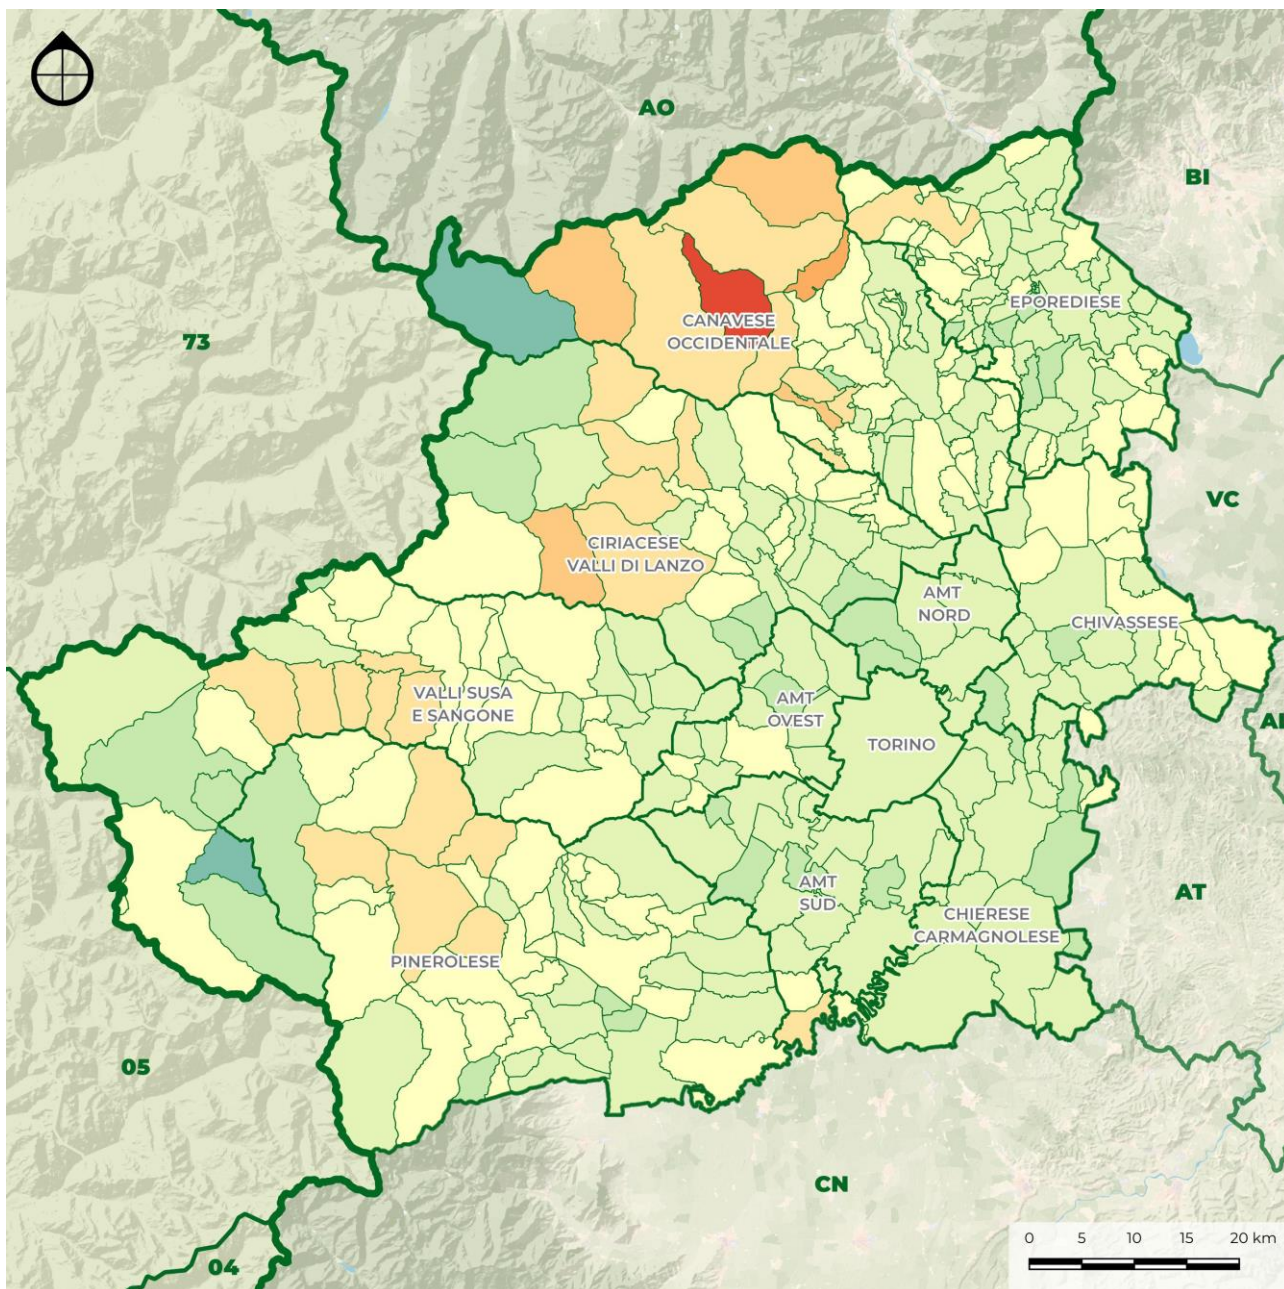 AO
BI
EPOREDIESE
CANAVESE
OCCIDENTALE
73
VC
CIRIACESE
VALLI DI LANZO
AMT
NORD
CHIVASSESE
VALLI SUSA
E SANGONE
AMT
OVEST
TORINO
AL
AMT
SUD
AT
CHIERESE
CARMAGNOLESE
PINEROLESE
05
CN
04
0 5 10 15 20 km